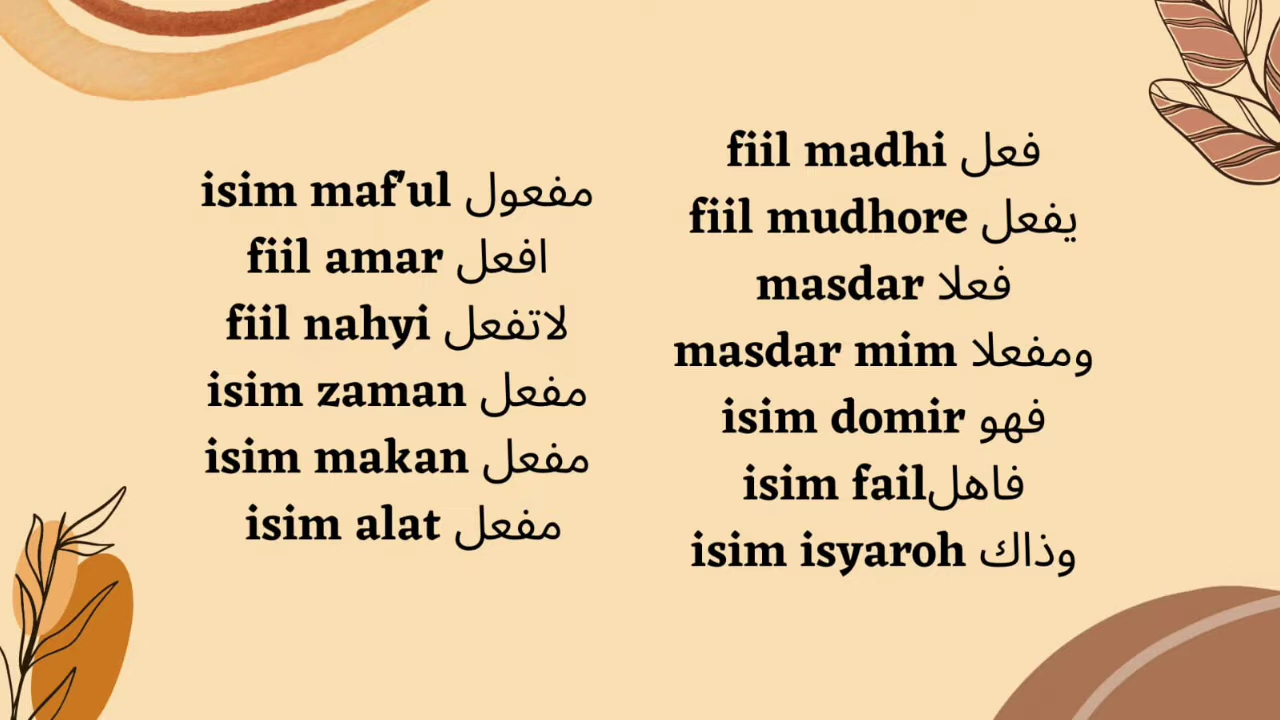 isim maf'ul مفعول
fiil amar افعل
fiil nahyi لاتفعل
isim zaman مفعل
isim makan مفعل
isim alat مفعل
fiil madhi فعل
fiil mudhore يفعل
masdar فعلا
masdar mim ومفعلا
isim domir فهو
isim failفاهل
isim isyaroh وذاك